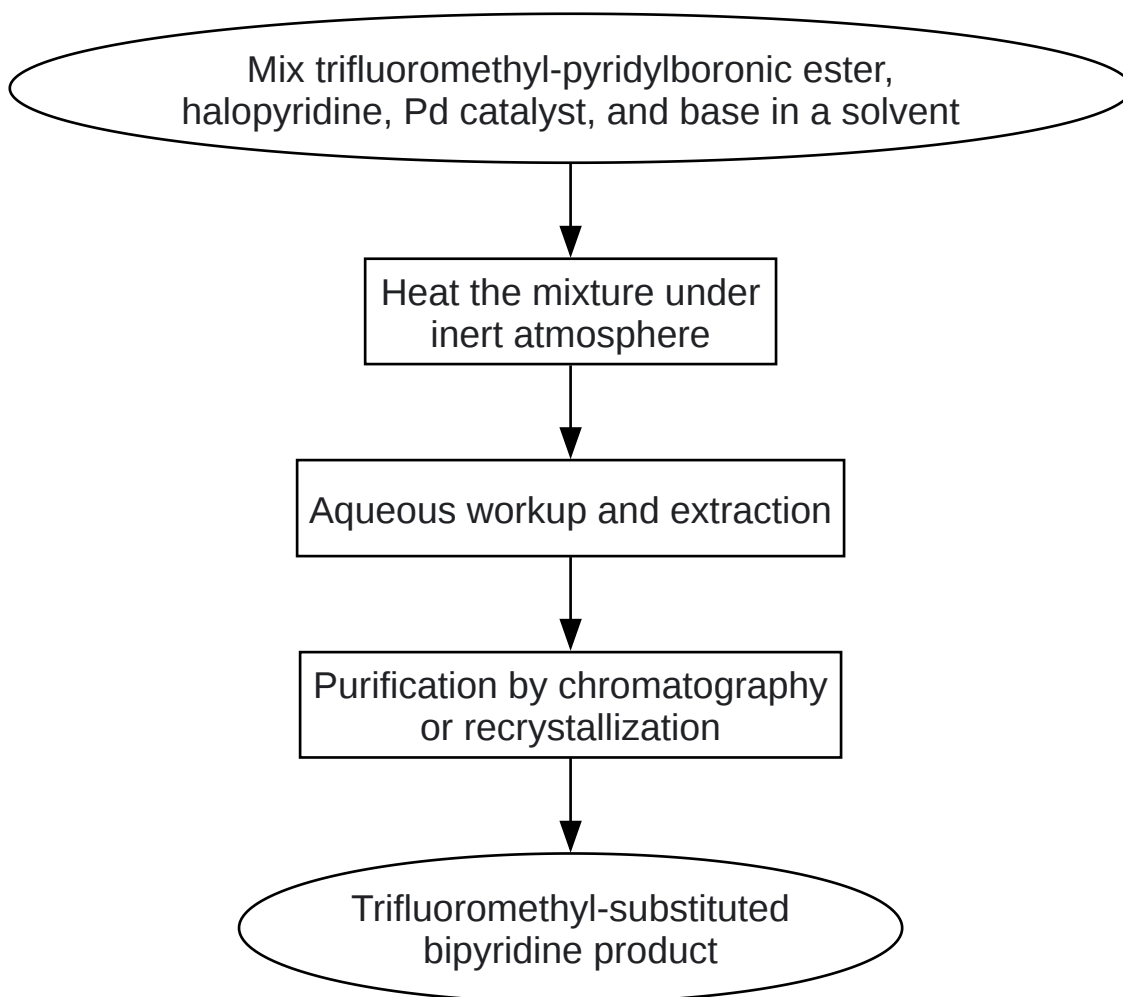 Mix trifluoromethyl-pyridylboronic ester,
halopyridine, Pd catalyst, and base in a solvent
Heat the mixture under
inert atmosphere
Aqueous workup and extraction
Purification by chromatography
or recrystallization
Trifluoromethyl-substituted
bipyridine product